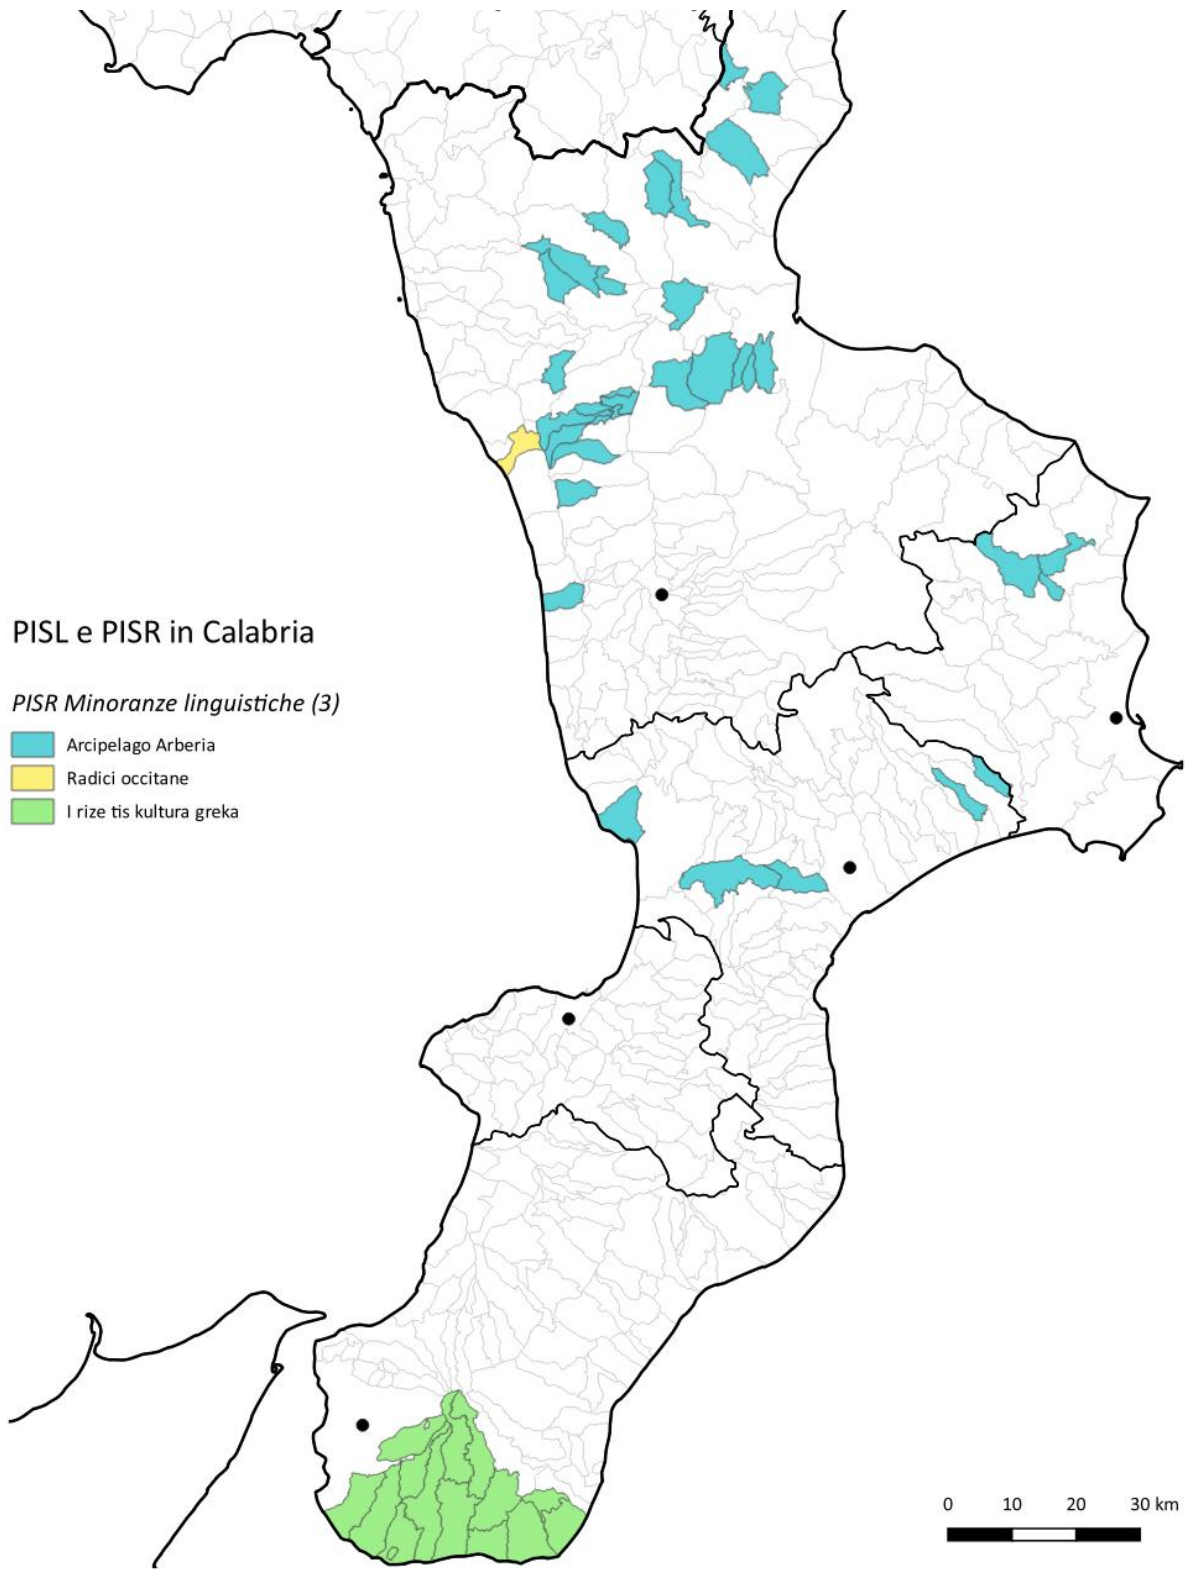 PISL e PISR in Calabria
PISR Minoranze linguistiche (3)
Arcipelago Arberia
Radici occitane
I rize tis kultura greka
0 10 20 30 km